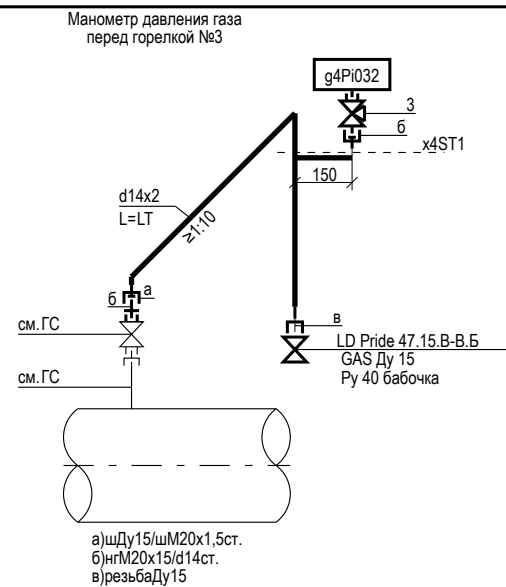 Манометр давления газа
перед горелкой №3
g4Pi032
3
б
x4ST1
150
d14x2
L=LT
≥1:10
а
б
см.ГС
см.ГС
в
LD Pride 47.15.В-В.Б
GAS Ду 15
Ру 40 бабочка
а)шДу15/шМ20х1,5ст.
б)нгМ20х15/d14ст.
в)резьбаДу15